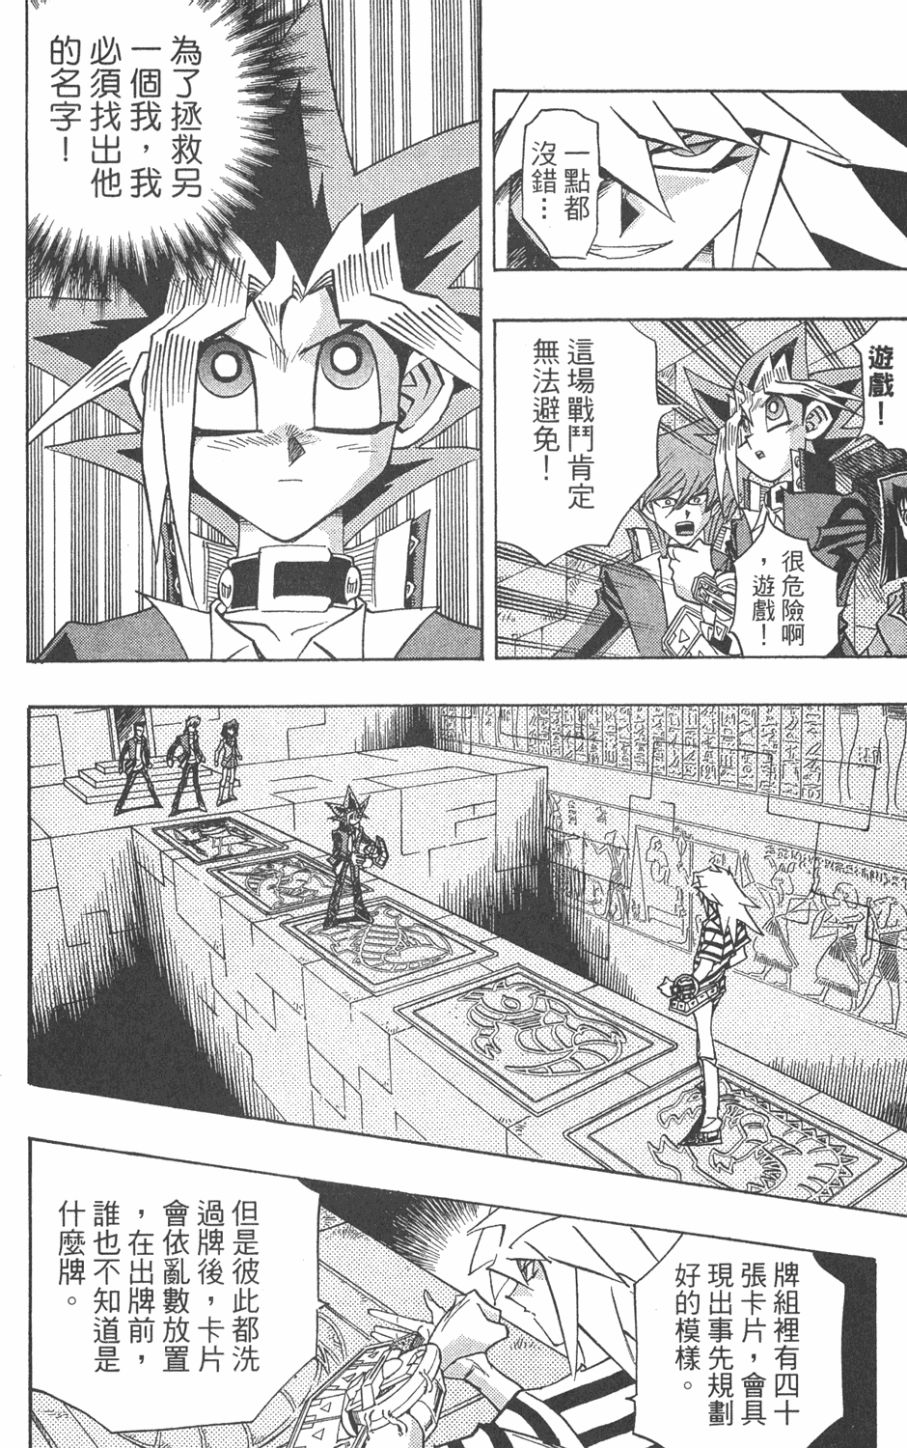 一點都
沒錯…
遊戲！
這場戰鬥肯定
無法避免！
很危險啊
，遊戲！
為了拯救另
一個我，我
必須找出他
的名字！
牌組裡有四十
張卡片，會具
現出事先規劃
好的模樣。
但是彼此都洗
過牌後，卡片
會依亂數放置
，在出牌前，
誰也不知道是
什麼牌。